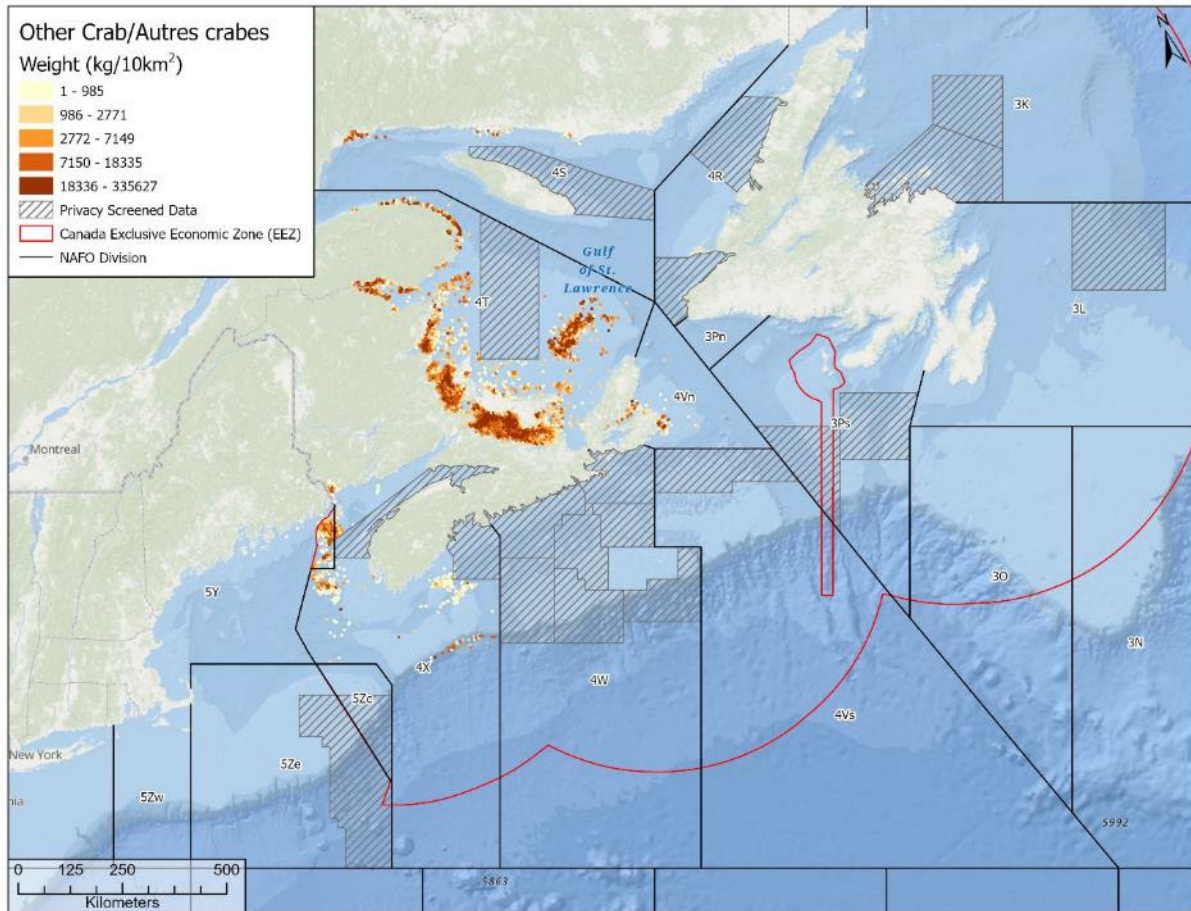 Other Crab/Autres crabes
Weight (kg/10km²)
1 - 985
986 - 2771
2772 - 7149
7150 - 18335
18336 - 335627
Privacy Screened Data
Canada Exclusive Economic Zone (EEZ)
NAFO Division
3K
4S
4R
Gulf
of St.
Lawrence
4T
3L
3Pn
4Vn
3Ps
Montreal
5Y
3O
3N
4X
4W
5Zc
4Vs
New York
5Ze
5Zw
nia
5992
5863
0 125 250 500
Kilometers